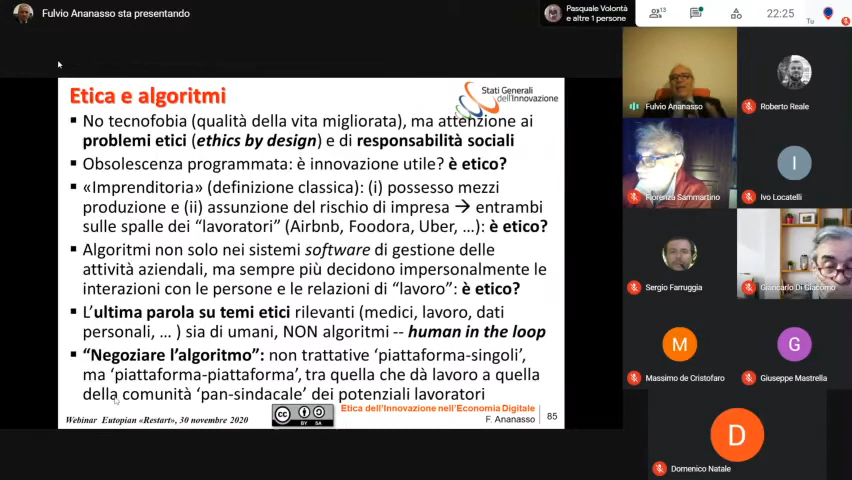 Fulvio Ananasso sta presentando
Pasquale Volontà
e altre 1 persone
13
22:25
Tu
Etica e algoritmi
Stati Generali
dell'Innovazione
▪ No tecnofobia (qualità della vita migliorata), ma attenzione ai
problemi etici (ethics by design) e di responsabilità sociali
▪ Obsolescenza programmata: è innovazione utile? è etico?
▪ «Imprenditoria» (definizione classica): (i) possesso mezzi
produzione e (ii) assunzione del rischio di impresa → entrambi
sulle spalle dei “lavoratori” (Airbnb, Foodora, Uber, …): è etico?
▪ Algoritmi non solo nei sistemi software di gestione delle
attività aziendali, ma sempre più decidono impersonalmente le
interazioni con le persone e le relazioni di “lavoro”: è etico?
▪ L’ultima parola su temi etici rilevanti (medici, lavoro, dati
personali, … ) sia di umani, NON algoritmi -- human in the loop
▪ “Negoziare l’algoritmo”: non trattative ‘piattaforma-singoli’,
ma ‘piattaforma-piattaforma’, tra quella che dà lavoro a quella
della comunità ‘pan-sindacale’ dei potenziali lavoratori
Webinar Eutopian «Restart», 30 novembre 2020
cc
BY SA
Etica dell'Innovazione nell'Economia Digitale
F. Ananasso
85
Fulvio Ananasso
Roberto Reale
Fiorenza Sammartino
I
Ivo Locatelli
Sergio Farruggia
Giancarlo Di Giacomo
M
Massimo de Cristofaro
G
Giuseppe Mastrella
D
Domenico Natale